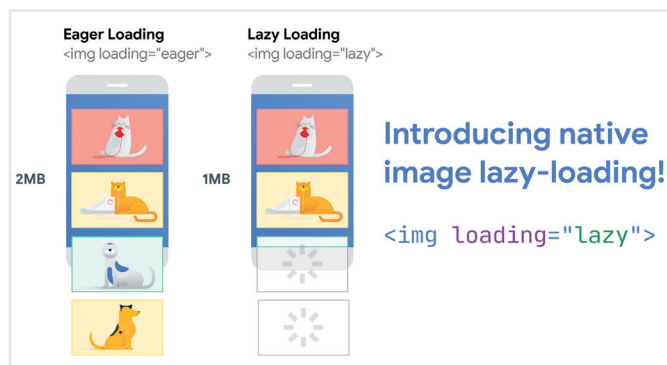 Eager Loading
<img loading="eager">
Lazy Loading
<img loading="lazy">
2MB
1MB
Introducing native
image lazy-loading!
<img loading="lazy">